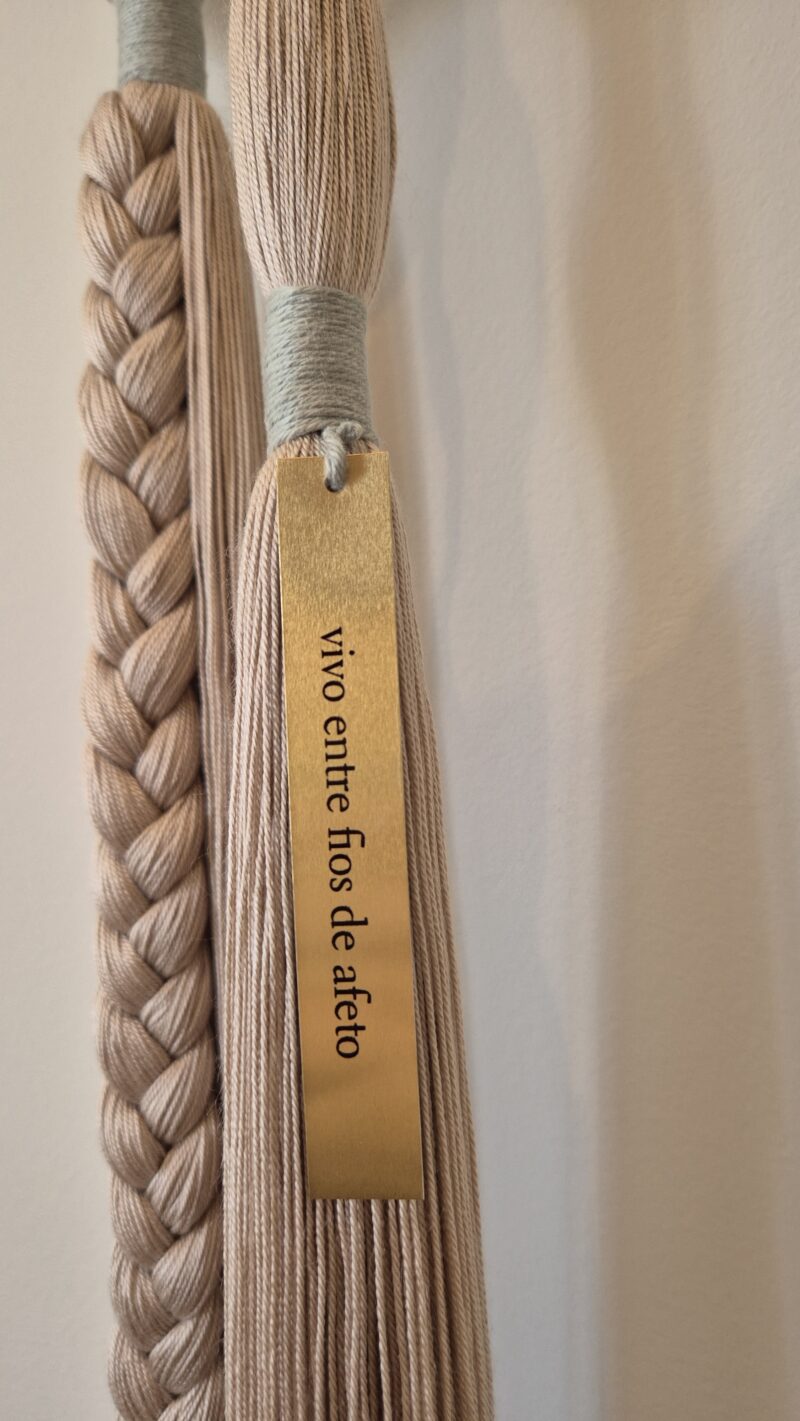 vivo entre fios de afeto